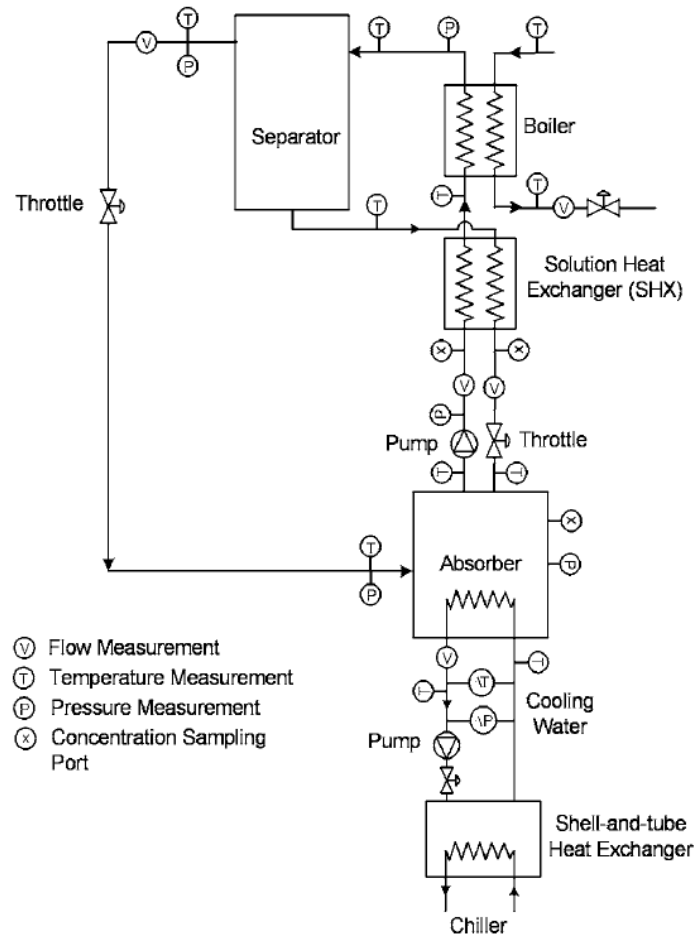 T
T
P
T
V
P
Separator
Boiler
Throttle
T
T
V
T
Solution Heat
Exchanger (SHX)
X
X
V
V
P
Pump
Throttle
T
T
X
Absorber
P
T
P
V Flow Measurement
T Temperature Measurement
P Pressure Measurement
x Concentration Sampling
Port
V
T
\T
T
Cooling
Water
\P
Pump
Shell-and-tube
Heat Exchanger
Chiller